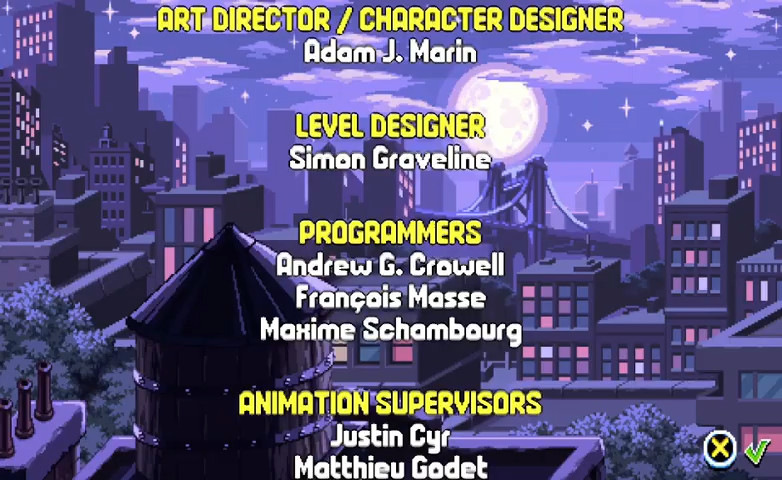 ART DIRECTOR / CHARACTER DESIGNER
Adam J. Marin
LEVEL DESIGNER
Simon Graveline
PROGRAMMERS
Andrew G. Crowell
François Masse
Maxime Schambourg
ANIMATION SUPERVISORS
Justin Cyr
Matthieu Godet
X